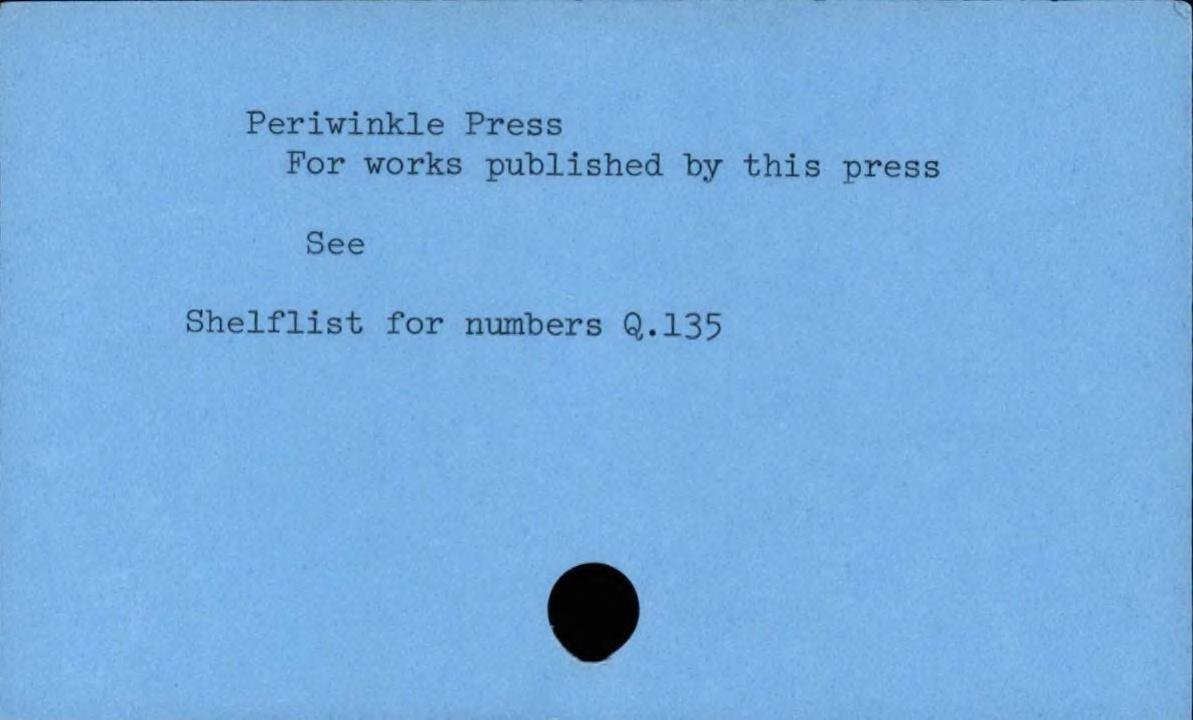 Periwinkle Press
For works published by this press
See
Shelflist for numbers Q.135